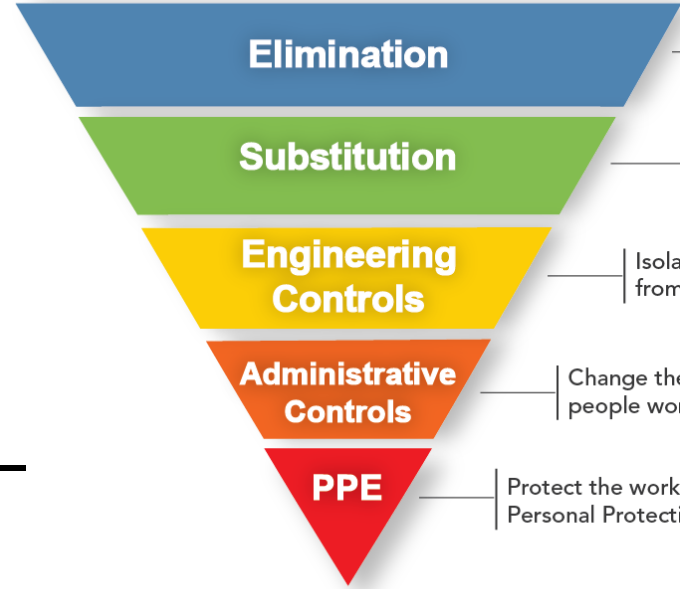 Elimination
Substitution
Engineering
Controls
Isola
from
Administrative
Controls
Change the
people wor
PPE
Protect the work
Personal Protecti